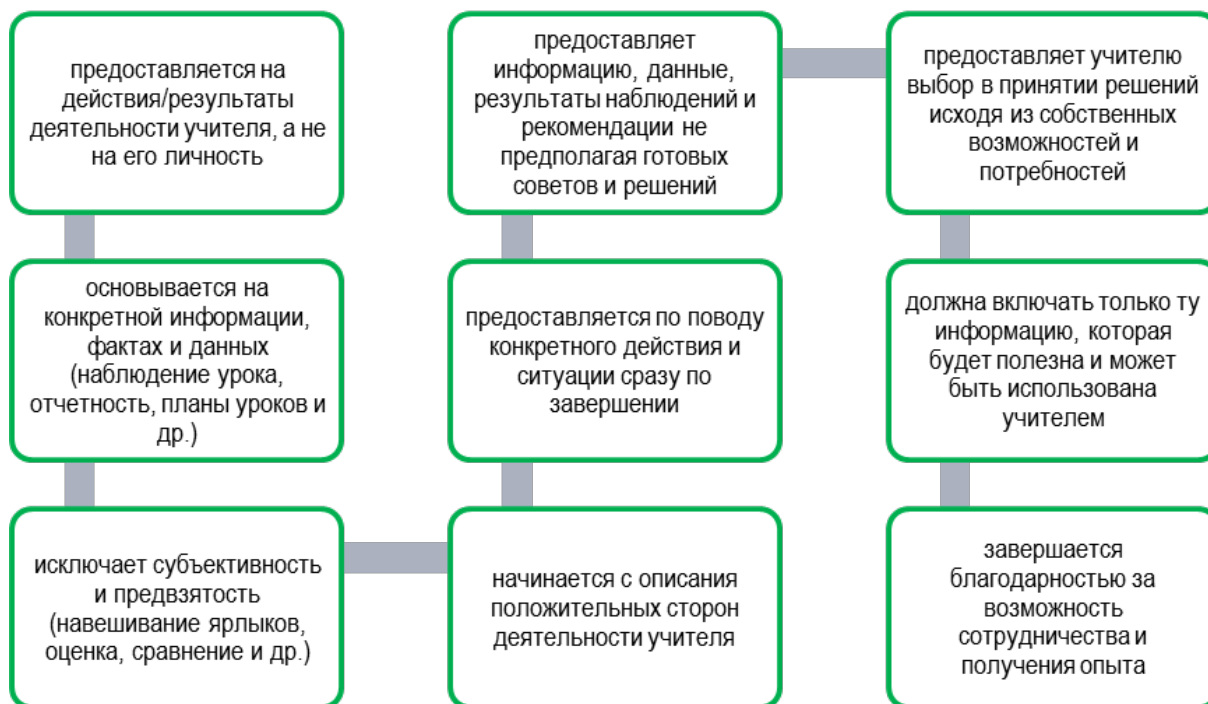 предоставляется на
действия/результаты
деятельности учителя, а не
на его личность
основывается на
конкретной информации,
фактах и данных
(наблюдение урока,
отчетность, планы уроков и
др.)
исключает субъективность
и предвзятость
(навешивание ярлыков,
оценка, сравнение и др.)
начинается с описания
положительных сторон
деятельности учителя
предоставляется по поводу
конкретного действия и
ситуации сразу по
завершении
предоставляет
информацию, данные,
результаты наблюдений и
рекомендации не
предполагая готовых
советов и решений
предоставляет учителю
выбор в принятии решений
исходя из собственных
возможностей и
потребностей
должна включать только ту
информацию, которая
будет полезна и может
быть использована
учителем
завершается
благодарностью за
возможность
сотрудничества и
получения опыта